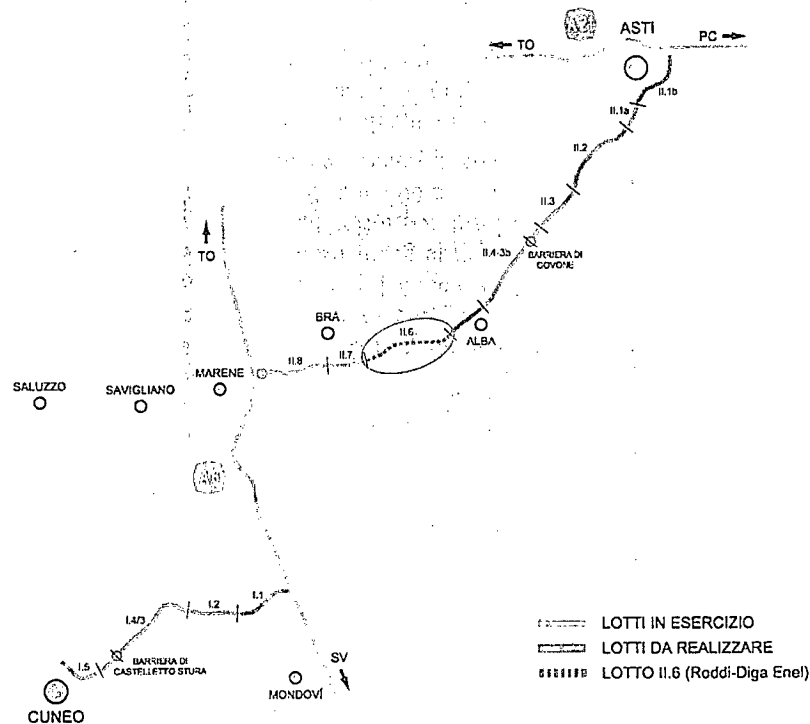 ASTI
TO
PC
A21
II.1b
II.1a
II.2
II.3
TO
II.4-3b
BARRIERA DI
GOVONE
BRA
II.6
ALBA
II.7
II.8
MARENE
SALUZZO
SAVIGLIANO
A6
I.1
I.2
I.4/3
LOTTI IN ESERCIZIO
LOTTI DA REALIZZARE
LOTTO II.6 (Roddi-Diga Enel)
SV
I.5
BARRIERA DI
CASTELLETTO STURA
MONDOVÍ
CUNEO